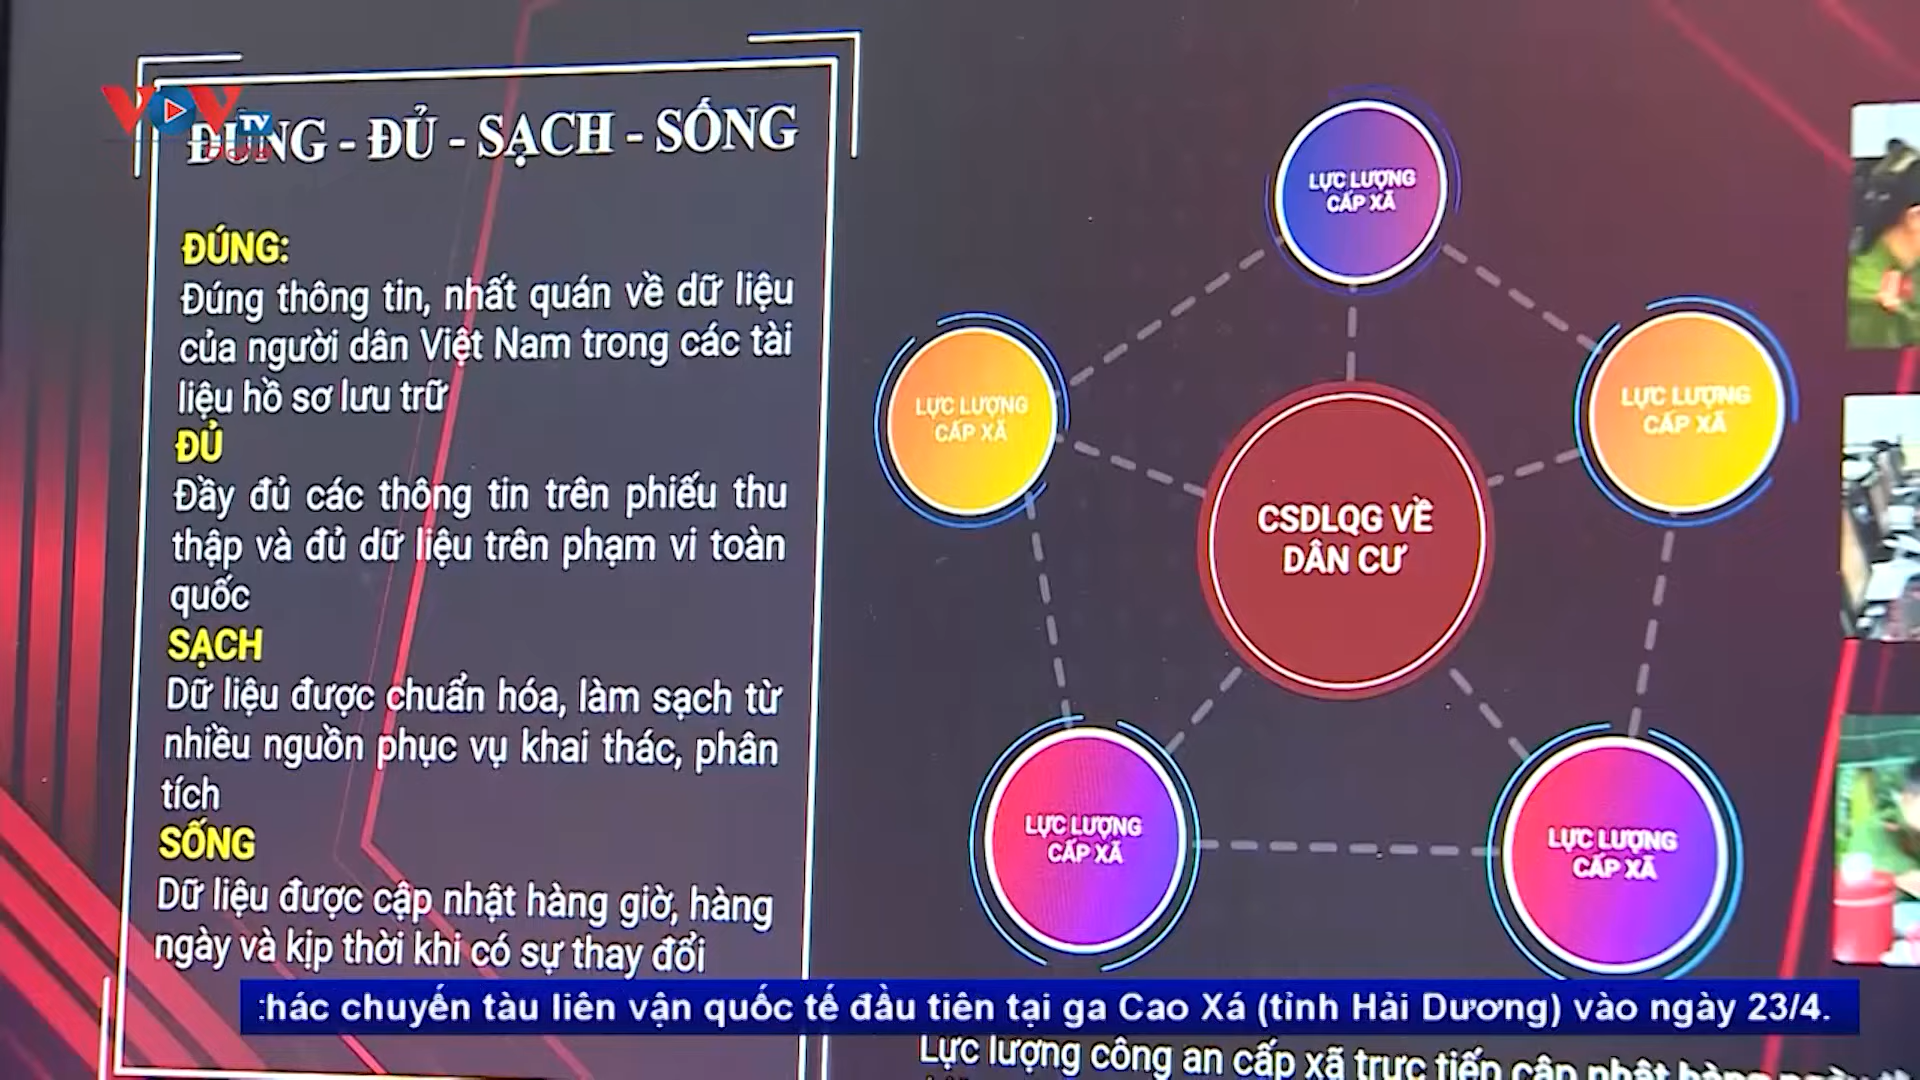 VOV TV
ĐÚNG - ĐỦ - SẠCH - SỐNG
ĐÚNG:
Đúng thông tin, nhất quán về dữ liệu
của người dân Việt Nam trong các tài
liệu hồ sơ lưu trữ
ĐỦ
Đầy đủ các thông tin trên phiếu thu
thập và đủ dữ liệu trên phạm vi toàn
quốc
SẠCH
Dữ liệu được chuẩn hóa, làm sạch từ
nhiều nguồn phục vụ khai thác, phân
tích
SỐNG
Dữ liệu được cập nhật hàng giờ, hàng
ngày và kịp thời khi có sự thay đổi
LỰC LƯỢNG
CẤP XÃ
LỰC LƯỢNG
CẤP XÃ
LỰC LƯỢNG
CẤP XÃ
CSDLQG VỀ
DÂN CƯ
LỰC LƯỢNG
CẤP XÃ
LỰC LƯỢNG
CẤP XÃ
thác chuyến tàu liên vận quốc tế đầu tiên tại ga Cao Xá (tỉnh Hải Dương) vào ngày 23/4.
Lực lượng công an cấp xã trực tiếp cập nhật hàng ngày